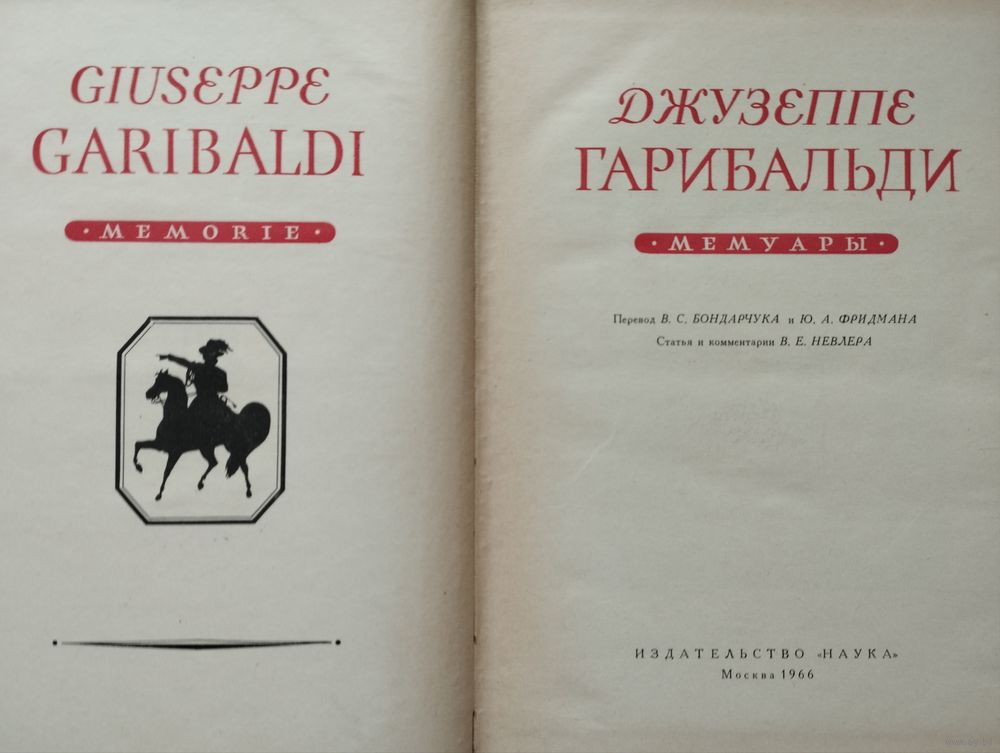 GIUSEPPE
GARIBALDI
· MEMORIE ·
ДЖУЗЕППЕ
ГАРИБАЛЬДИ
· МЕМУАРЫ ·
Перевод В. С. БОНДАРЧУКА и Ю. А. ФРИДМАНА
Статья и комментарии В. Е. НЕВЛЕРА
ИЗДАТЕЛЬСТВО «НАУКА»
Москва 1966